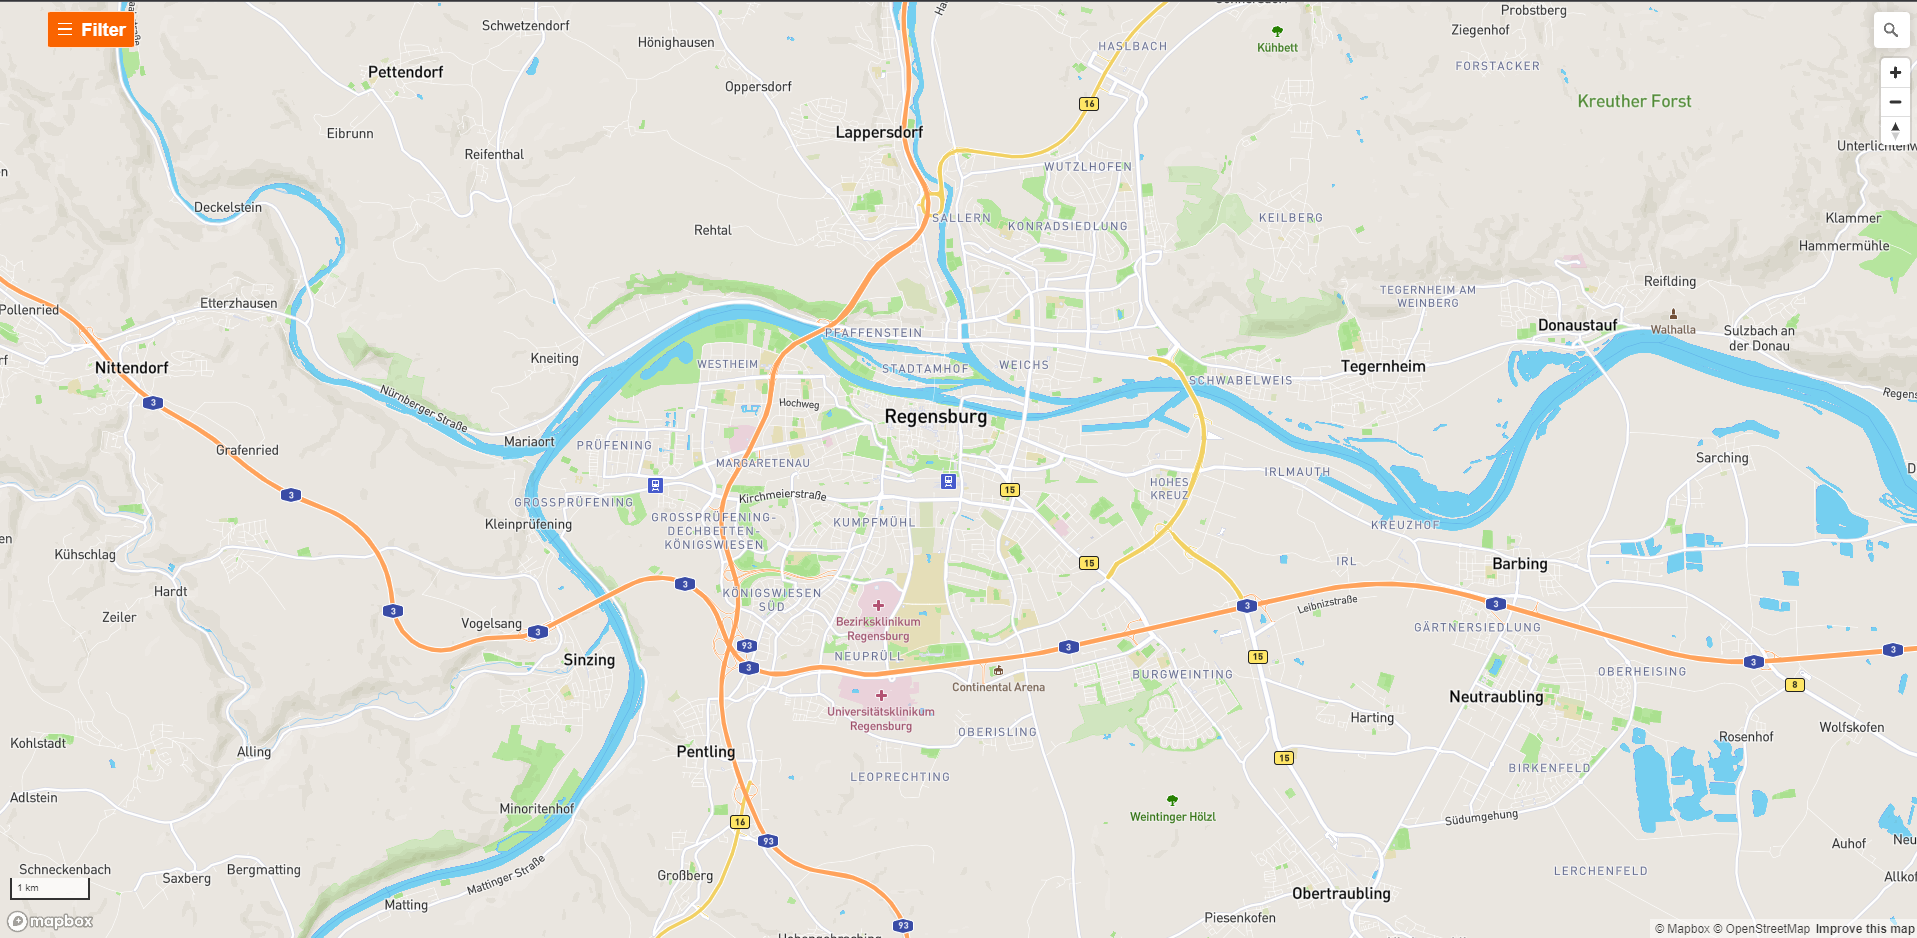 Filter
Schwetzendorf
Hönighausen
Pettendorf
Oppersdorf
Eibrunn
Reifenthal
Lappersdorf
HASLBACH
Kühbett
Probstberg
Ziegenhof
FORSTACKER
Kreuther Forst
16
WUTZLHOFEN
Deckelstein
Rehtal
SALLERN
KONRADSIEDLUNG
KEILBERG
Klammer
Hammermühle
Pollenried
Etterzhausen
Reiflding
TEGERNHEIM AM
WEINBERG
PFAFFENSTEIN
Donaustauf
Walhalla
Sulzbach an
der Donau
Nittendorf
Kneiting
WESTHEIM
STADTAMHOF
WEICHS
SCHWABELWEIS
Tegernheim
3
Nürnberger Straße
Hochweg
Regensburg
Mariaort
PRÜFENING
Grafenried
MARGARETENAU
IRLMAUTH
Sarching
3
GROSSPRÜFENING
Kirchmeierstraße
15
HOHES
KREUZ
Kleinprüfening
GROSSPRÜFENING-
DECHBETTEN-
KÖNIGSWIESEN
KUMPFMÜHL
KREUZHOF
Kühschlag
Hardt
3
KÖNIGSWIESEN
SÜD
15
IRL
Barbing
Zeiler
3
Vogelsang
3
Bezirksklinikum
Regensburg
3
Leibnizstraße
3
GÄRTNERSIEDLUNG
93
3
NEUPRÜLL
3
15
3
3
Sinzing
Continental Arena
BURGWEINTING
OBERHEISING
8
Universitätsklinikum
Regensburg
Neutraubling
Harting
Wolfskofen
Kohlstadt
Alling
Pentling
OBERISLING
Rosenhof
15
LEOPRECHTING
BIRKENFELD
Adlstein
Minoritenhof
16
93
Weintinger Hölzl
Südumgehung
Auhof
Schneckenbach
Saxberg
Bergmatting
Mattinger Straße
Großberg
LERCHENFELD
1 km
Matting
Obertraubling
Piesenkofen
93
mapbox
© Mapbox © OpenStreetMap Improve this map